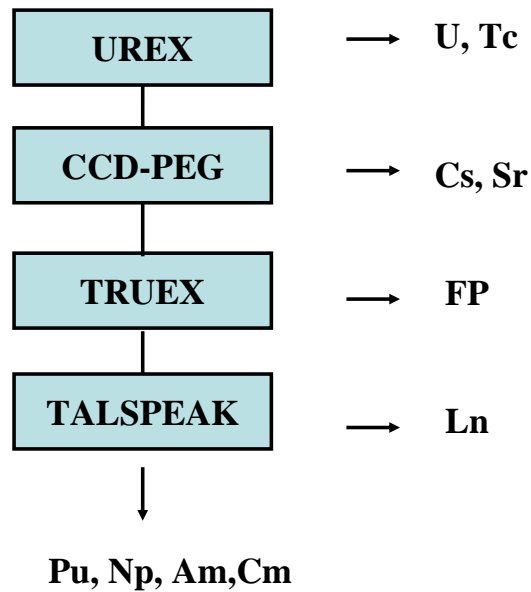 UREX
U, Tc
CCD-PEG
Cs, Sr
TRUEX
FP
TALSPEAK
Ln
Pu, Np, Am,Cm